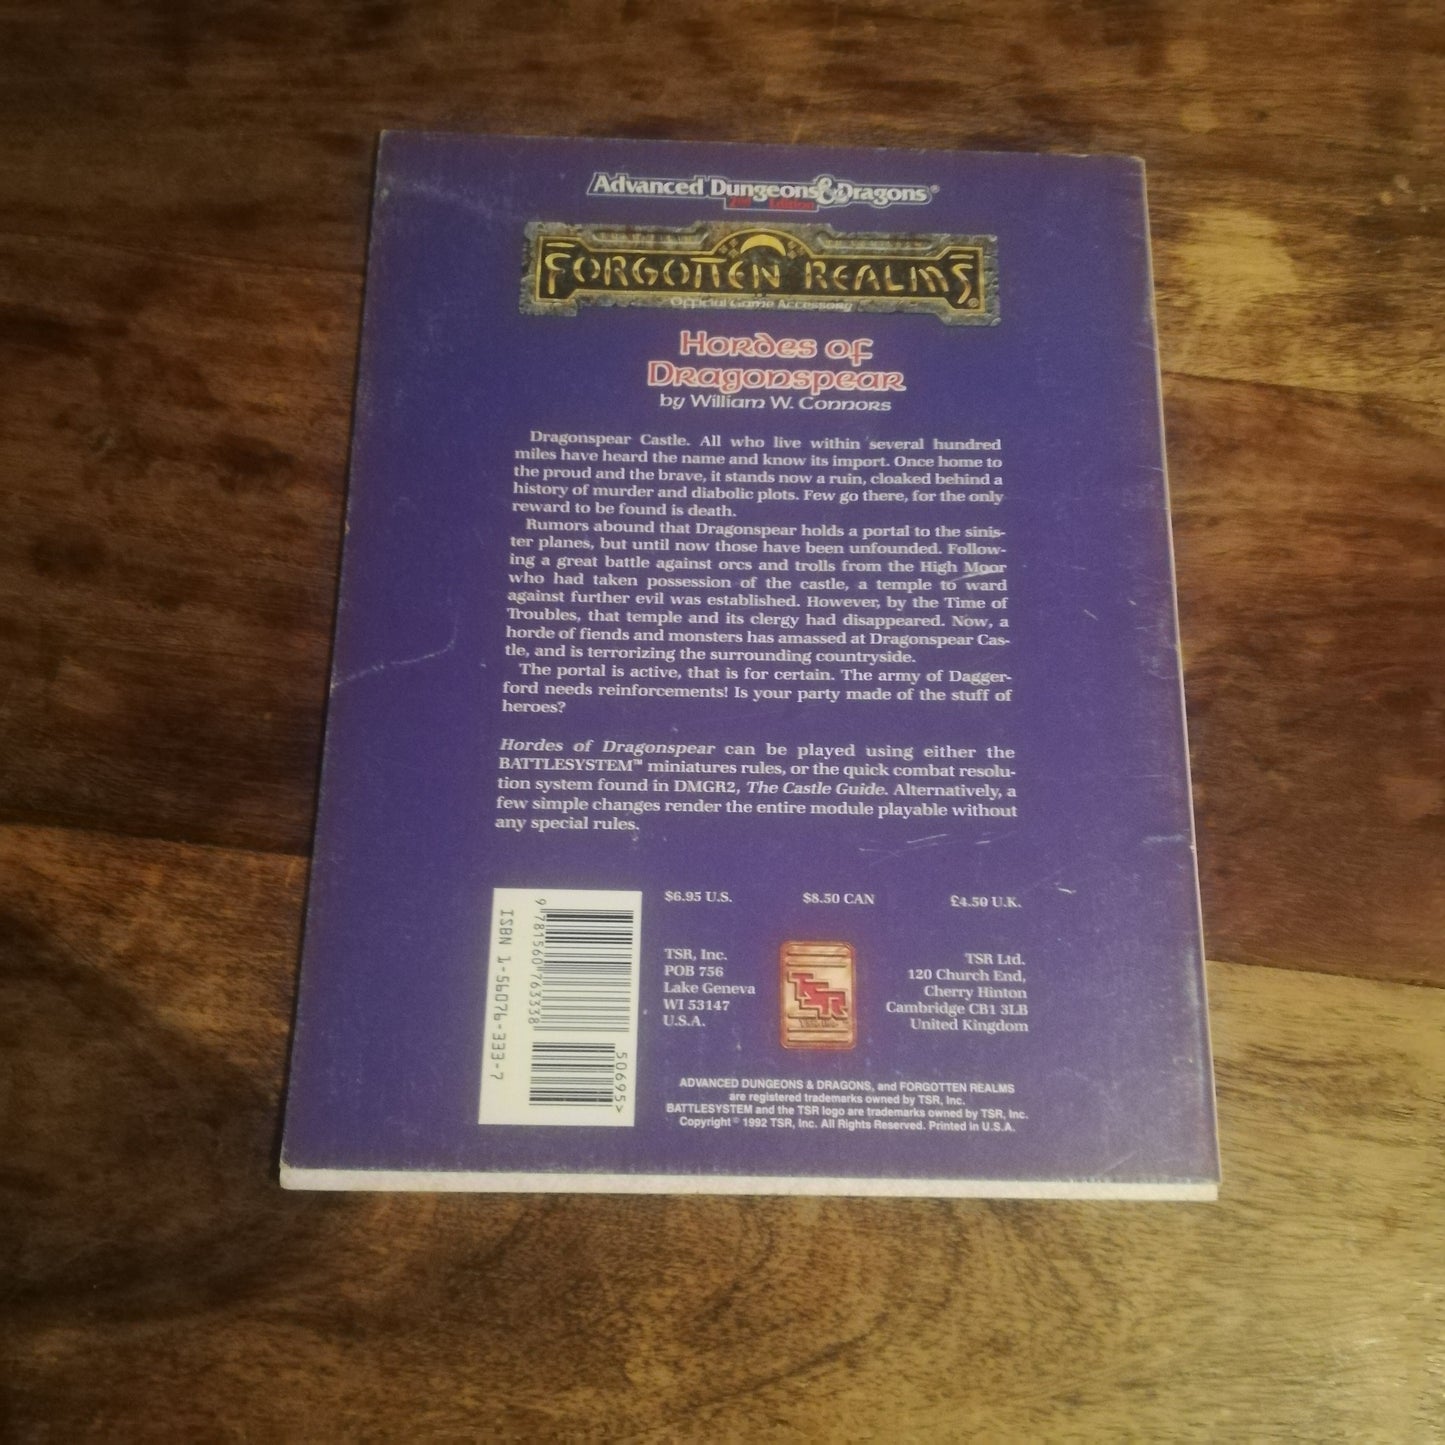 Advanced Dungeons & Dragons®
2nd Edition
FORGOTTEN REALMS®
Official Game Accessory
Hordes of
Dragonspear
by William W. Connors
Dragonspear Castle. All who live within several hundred
miles have heard the name and know its import. Once home to
the proud and the brave, it stands now a ruin, cloaked behind a
history of murder and diabolic plots. Few go there, for the only
reward to be found is death.
Rumors abound that Dragonspear holds a portal to the sinis-
ter planes, but until now those have been unfounded. Follow-
ing a great battle against orcs and trolls from the High Moor
who had taken possession of the castle, a temple to ward
against further evil was established. However, by the Time of
Troubles, that temple and its clergy had disappeared. Now, a
horde of fiends and monsters has amassed at Dragonspear Cas-
tle, and is terrorizing the surrounding countryside.
The portal is active, that is for certain. The army of Dagger-
ford needs reinforcements! Is your party made of the stuff of
heroes?
Hordes of Dragonspear can be played using either the
BATTLESYSTEM™ miniatures rules, or the quick combat resolu-
tion system found in DMGR2, The Castle Guide. Alternatively, a
few simple changes render the entire module playable without
any special rules.
$6.95 U.S.
$8.50 CAN
£4.50 U.K.
ISBN 1-56076-333-7
9 781560 763338
50695>
TSR, Inc.
POB 756
Lake Geneva
WI 53147
U.S.A.
TSR
TSR Ltd.
120 Church End,
Cherry Hinton
Cambridge CB1 3LB
United Kingdom
ADVANCED DUNGEONS & DRAGONS, and FORGOTTEN REALMS
are registered trademarks owned by TSR, Inc.
BATTLESYSTEM and the TSR logo are trademarks owned by TSR, Inc.
Copyright © 1992 TSR, Inc. All Rights Reserved. Printed in U.S.A.